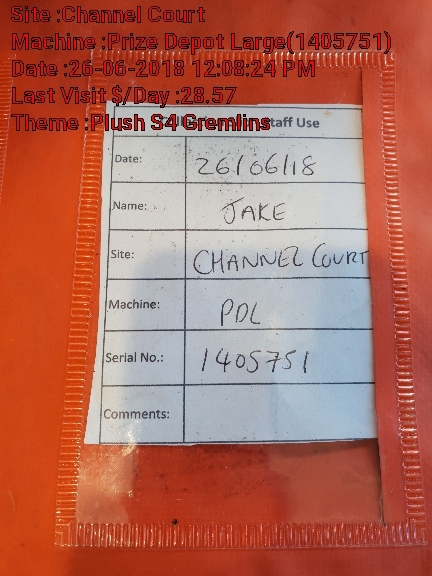 Site :Channel Court
Machine :Prize Depot Large(1405751)
Date :26-06-2018 12:08:24 PM
Last Visit $/Day :28.57
Theme :Plush S4 Gremlins
Staff Use
Date: 26/06/18
Name: JAKE
Site: CHANNEL COURT
Machine: PDL
Serial No.: 1405751
Comments: